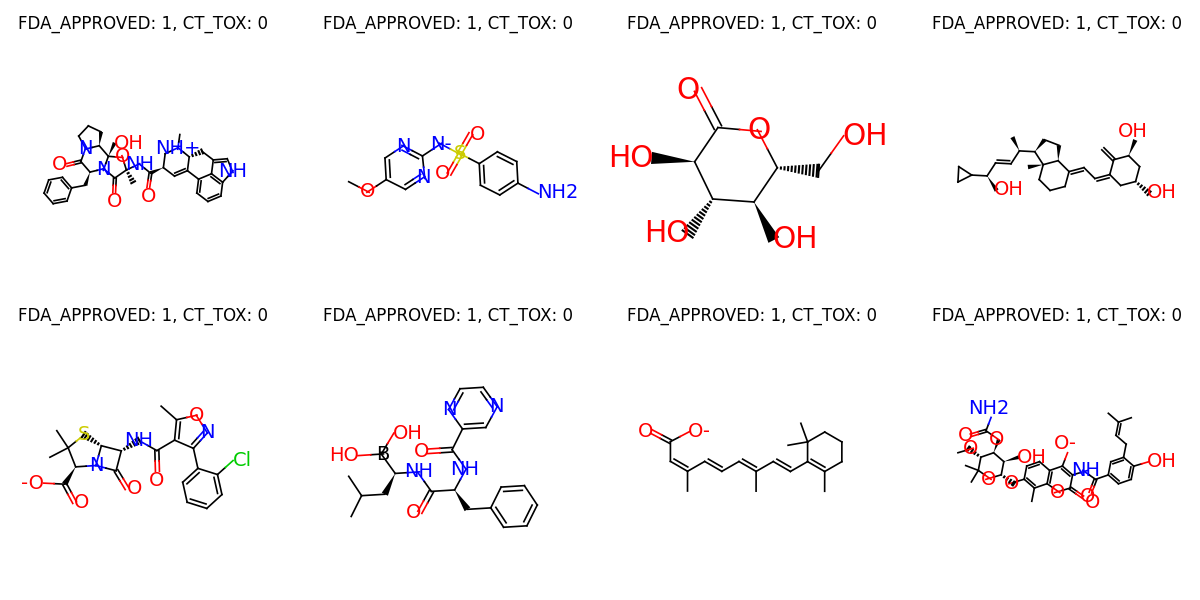 FDA_APPROVED: 1, CT_TOX: 0
FDA_APPROVED: 1, CT_TOX: 0
FDA_APPROVED: 1, CT_TOX: 0
FDA_APPROVED: 1, CT_TOX: 0
N
OH
NH+
O
O
NH
NH
N
O
O
N
N-
O
S
N
O
O
NH2
O
O
OH
HO
HO
OH
OH
OH
OH
FDA_APPROVED: 1, CT_TOX: 0
FDA_APPROVED: 1, CT_TOX: 0
FDA_APPROVED: 1, CT_TOX: 0
FDA_APPROVED: 1, CT_TOX: 0
S
NH
O
N
N
O
Cl
-O
O
O
N
N
OH
HO
B
O
NH
NH
O
O
O-
NH2
O
O
O
O-
OH
OH
O
O
NH
O
O
O